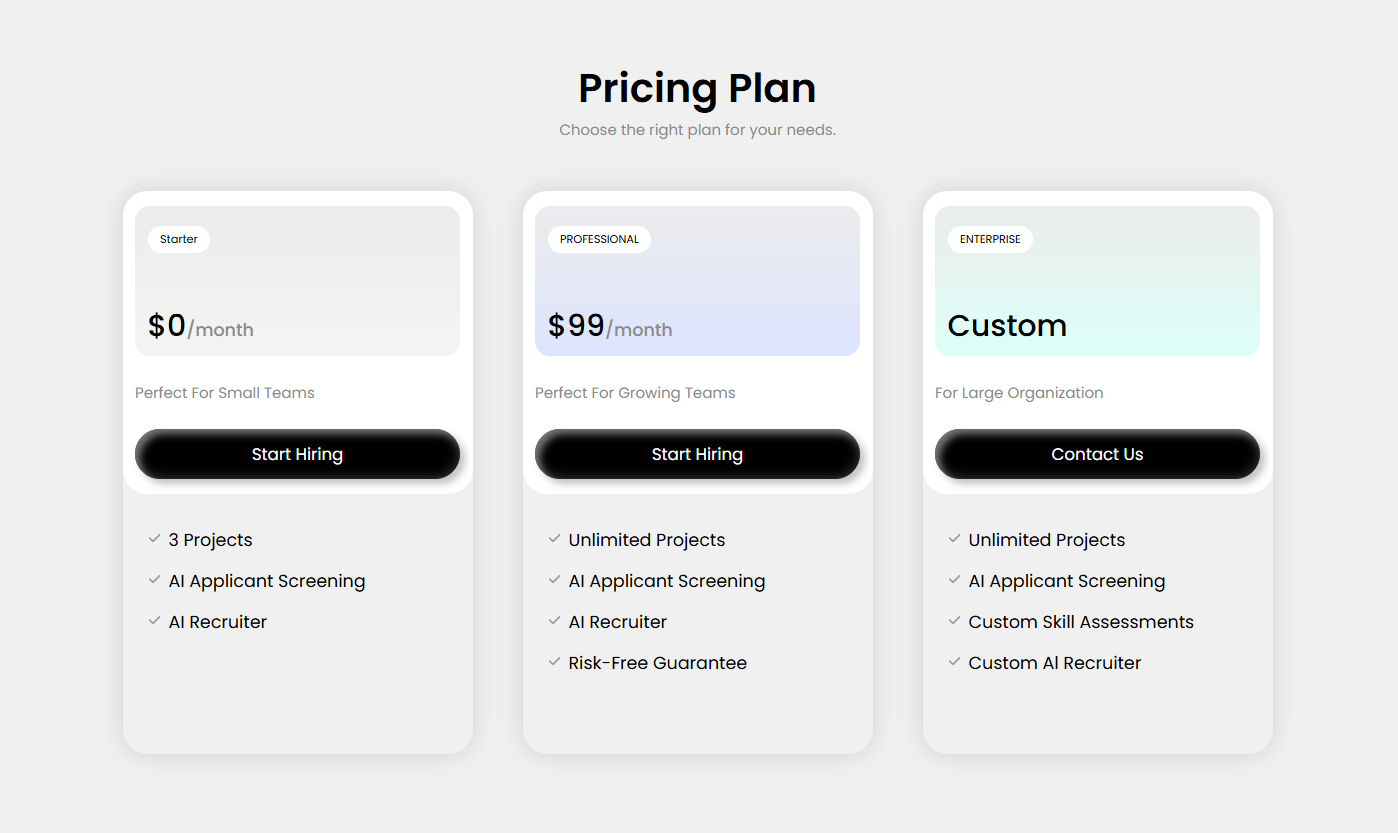 Pricing Plan
Choose the right plan for your needs.
Starter
$0/month
Perfect For Small Teams
Start Hiring
3 Projects
AI Applicant Screening
AI Recruiter
PROFESSIONAL
$99/month
Perfect For Growing Teams
Start Hiring
Unlimited Projects
AI Applicant Screening
AI Recruiter
Risk-Free Guarantee
ENTERPRISE
Custom
For Large Organization
Contact Us
Unlimited Projects
AI Applicant Screening
Custom Skill Assessments
Custom Al Recruiter